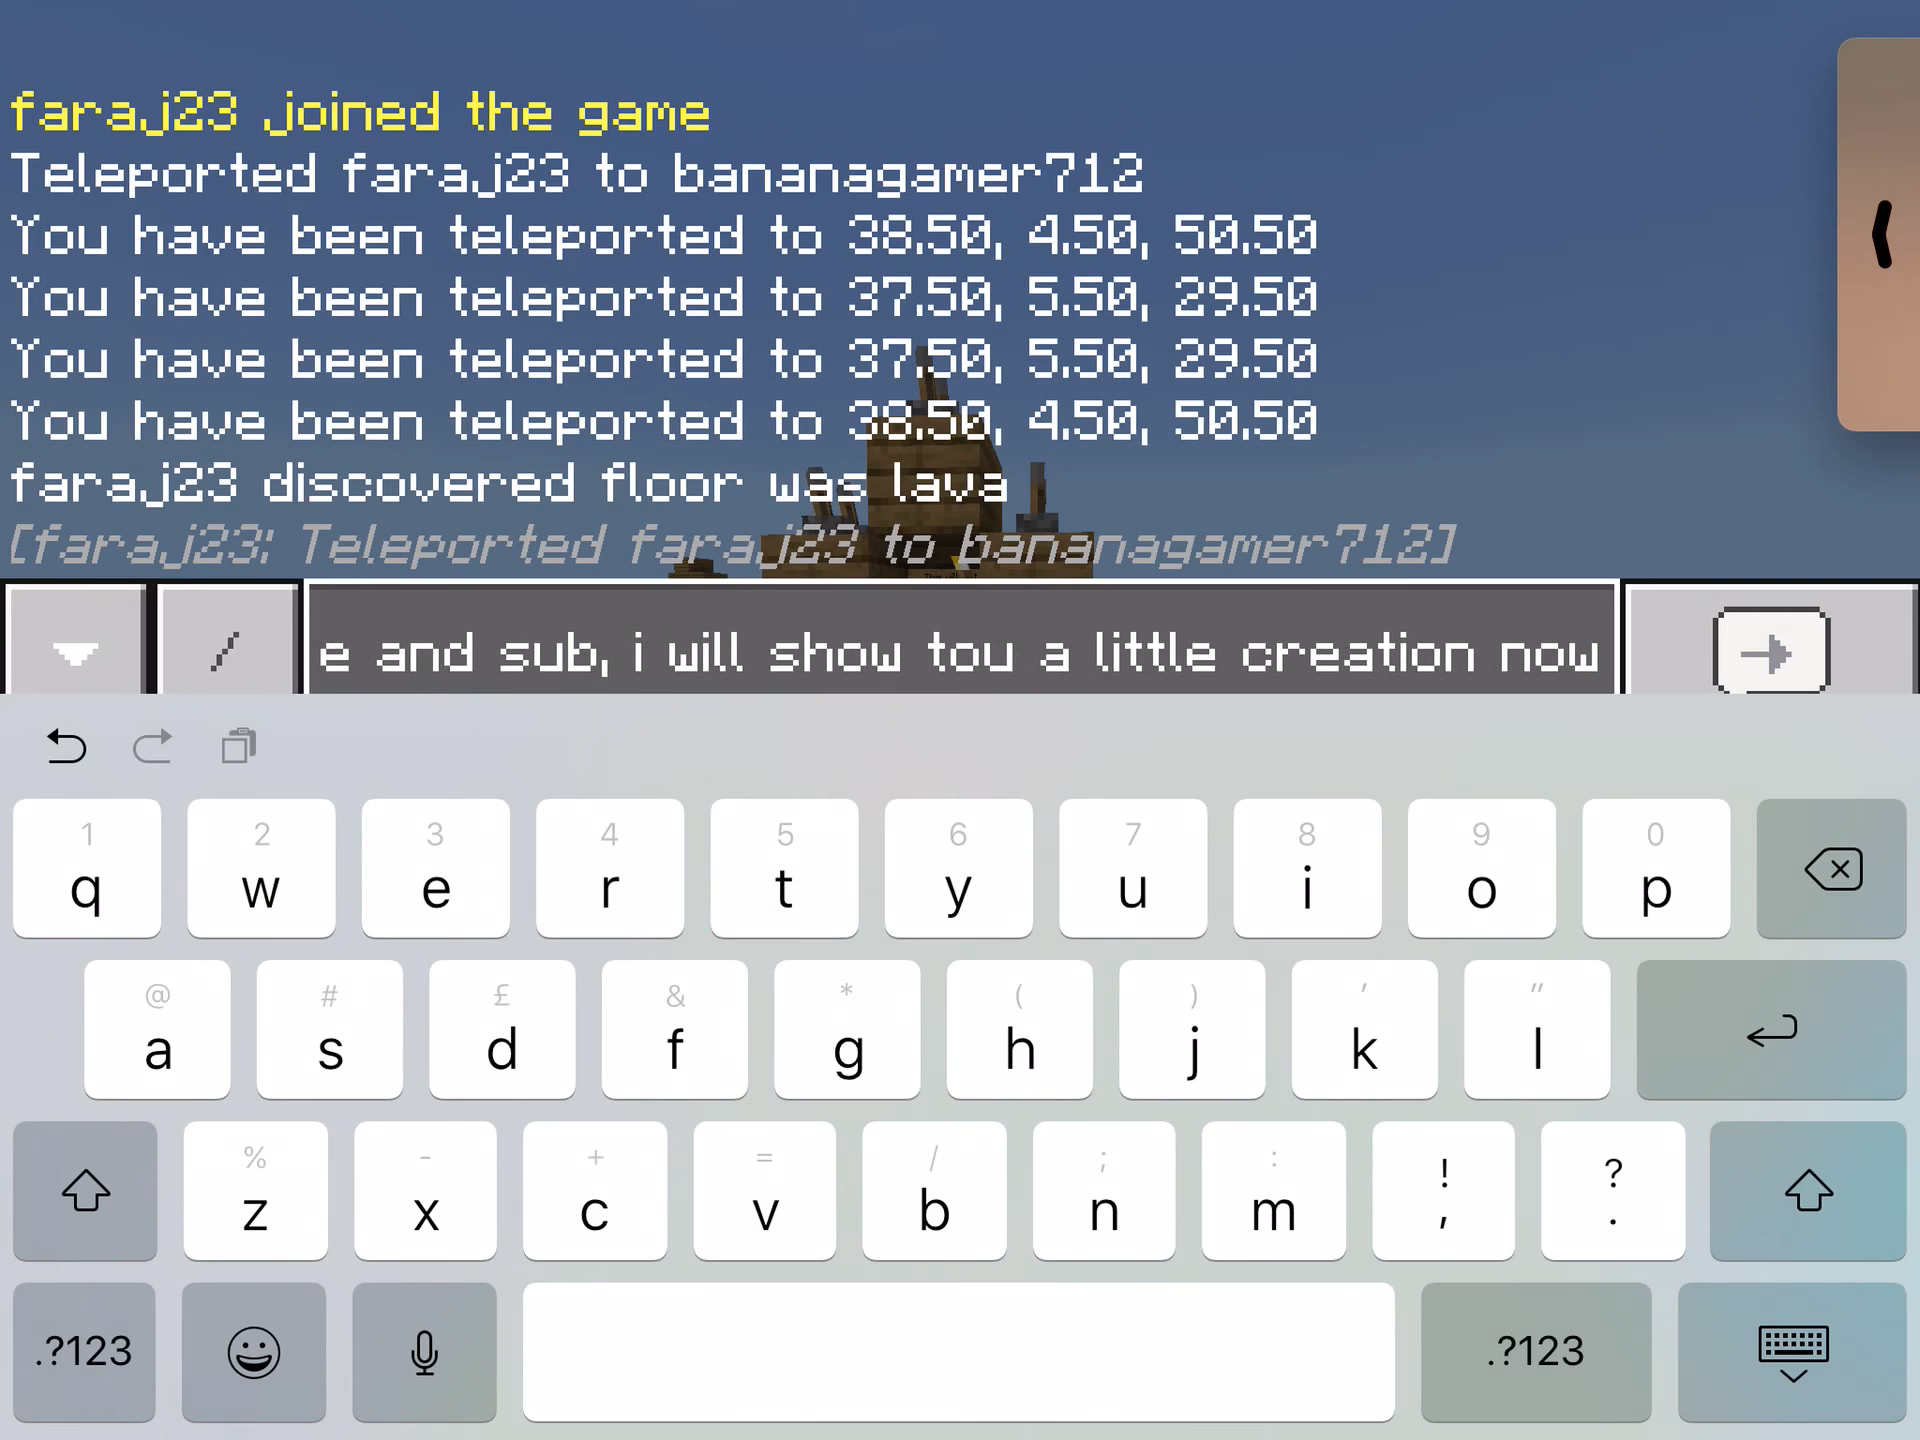 faraj23 joined the game
Teleported faraj23 to bananagamer712
You have been teleported to 38.50, 4.50, 50.50
You have been teleported to 37.50, 5.50, 29.50
You have been teleported to 37.50, 5.50, 29.50
You have been teleported to 38.50, 4.50, 50.50
faraj23 discovered floor was lava
[faraj23: Teleported faraj23 to bananagamer712]
/ e and sub, i will show tou a little creation now
1 2 3 4 5 6 7 8 9 0
q w e r t y u i o p
@ # £ & * ( ) ' "
a s d f g h j k l
% - + = / ; : ! ?
z x c v b n m , .
.?123 .?123